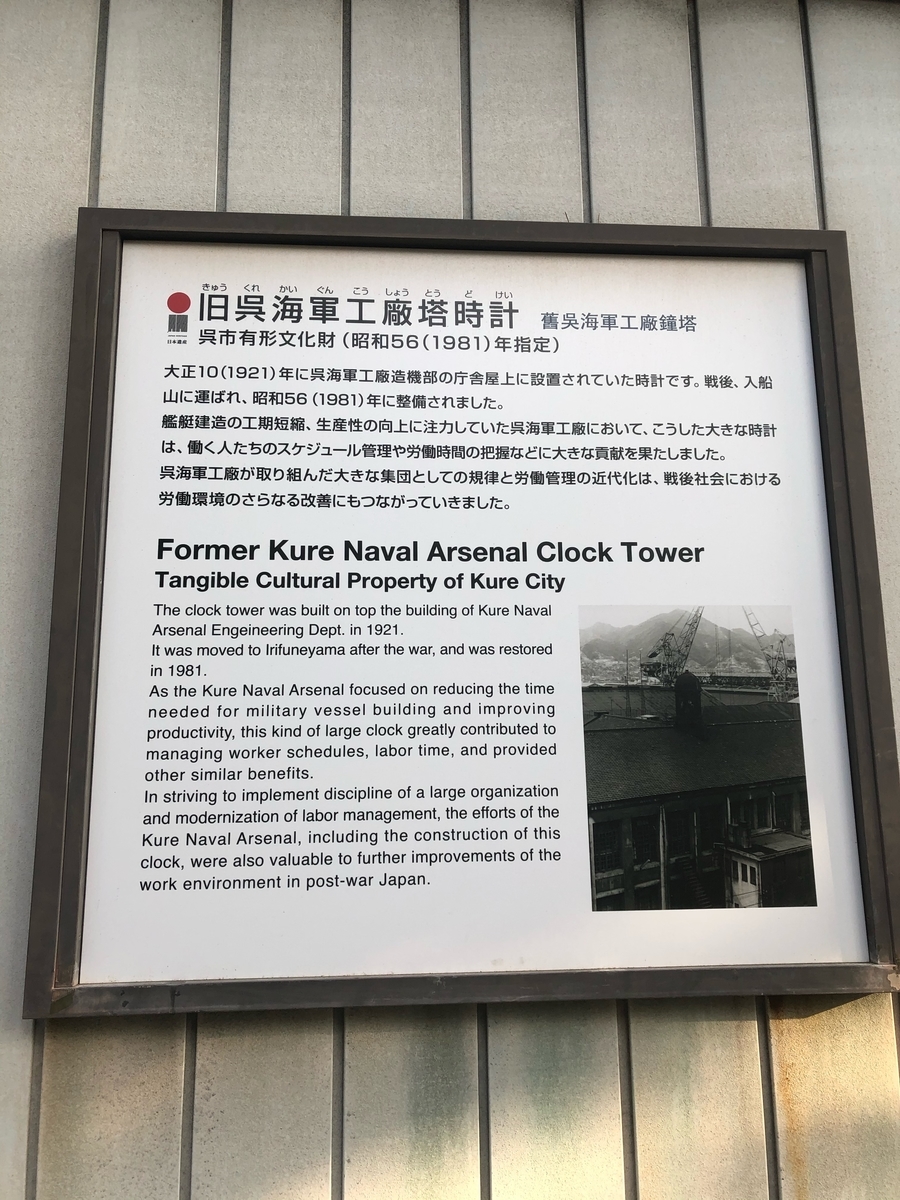 きゅう くれ かい ぐん こう しょう とう ど けい
旧呉海軍工廠塔時計 舊吳海軍工廠鐘塔
日本遺産
呉市有形文化財（昭和56（1981）年指定）
大正10（1921）年に呉海軍工廠造機部の庁舎屋上に設置されていた時計です。戦後、入船
山に運ばれ、昭和56（1981）年に整備されました。
艦艇建造の工期短縮、生産性の向上に注力していた呉海軍工廠において、こうした大きな時計
は、働く人たちのスケジュール管理や労働時間の把握などに大きな貢献を果たしました。
呉海軍工廠が取り組んだ大きな集団としての規律と労働管理の近代化は、戦後社会における
労働環境のさらなる改善にもつながっていきました。
Former Kure Naval Arsenal Clock Tower
Tangible Cultural Property of Kure City
The clock tower was built on top the building of Kure Naval
Arsenal Engeineering Dept. in 1921.
It was moved to Irifuneyama after the war, and was restored
in 1981.
As the Kure Naval Arsenal focused on reducing the time
needed for military vessel building and improving
productivity, this kind of large clock greatly contributed to
managing worker schedules, labor time, and provided
other similar benefits.
In striving to implement discipline of a large organization
and modernization of labor management, the efforts of the
Kure Naval Arsenal, including the construction of this
clock, were also valuable to further improvements of the
work environment in post-war Japan.